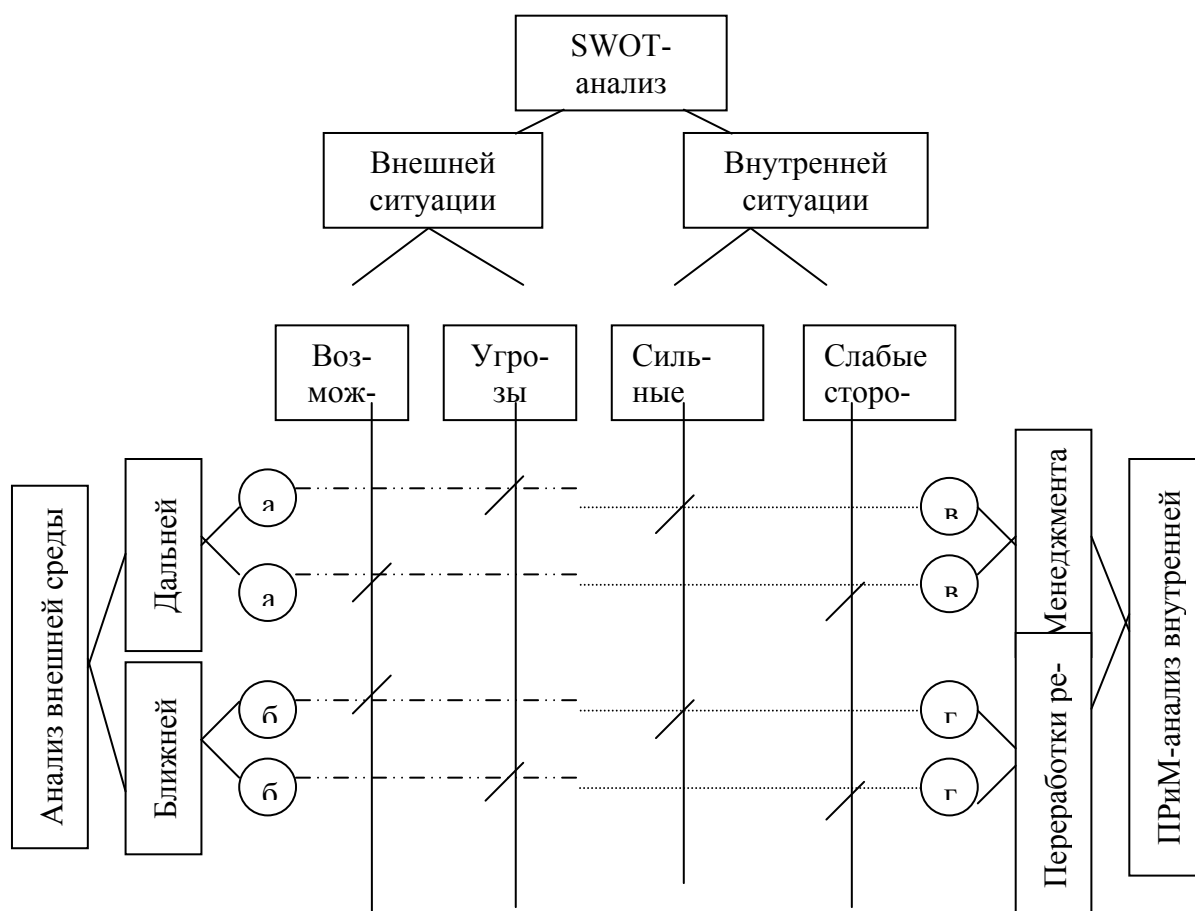 SWOT-
анализ
Внешней
ситуации
Внутренней
ситуации
Воз-
мож-
Угро-
зы
Силь-
ные
Слабые
сторо-
Анализ внешней среды
Дальней
Ближней
а
а
б
б
в
в
г
г
Менеджмента
Переработки ре-
ПРиМ-анализ внутренней